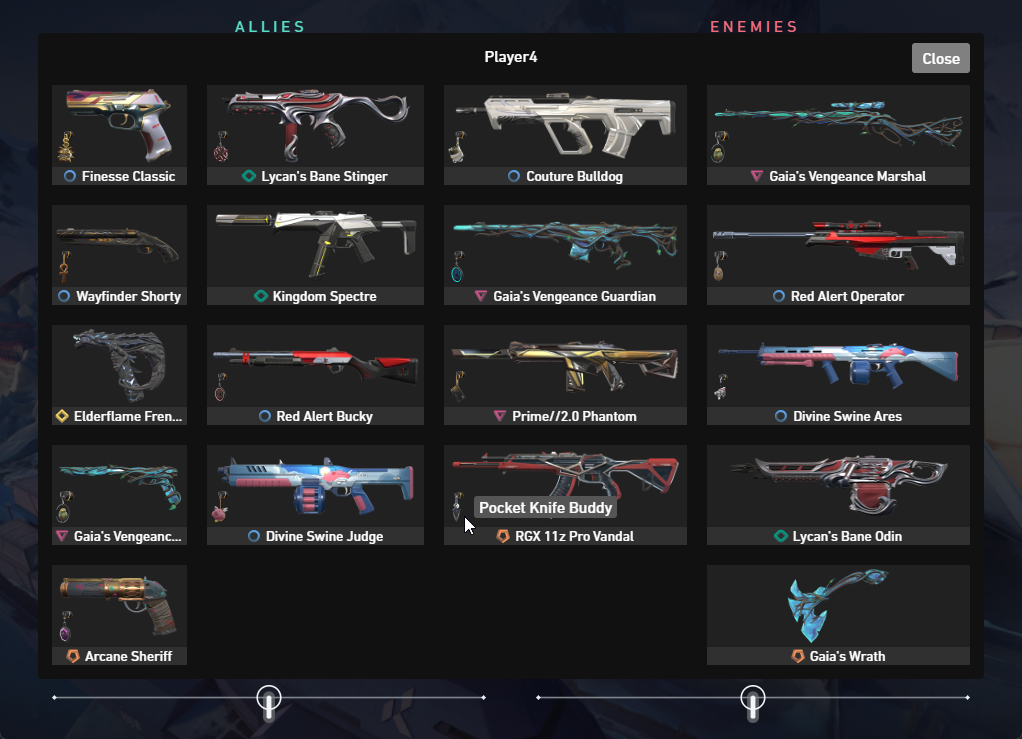 ALLIES
ENEMIES
Player4
Close
Finesse Classic
Lycan's Bane Stinger
Couture Bulldog
Gaia's Vengeance Marshal
Wayfinder Shorty
Kingdom Spectre
Gaia's Vengeance Guardian
Red Alert Operator
Elderflame Fren...
Red Alert Bucky
Prime//2.0 Phantom
Divine Swine Ares
Gaia's Vengeanc...
Divine Swine Judge
Pocket Knife Buddy
RGX 11z Pro Vandal
Lycan's Bane Odin
Arcane Sheriff
Gaia's Wrath